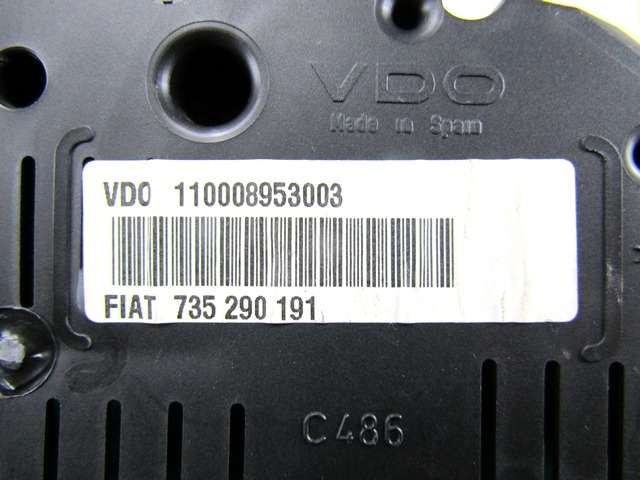 VDO
Made in Spain
VDO 110008953003
FIAT 735 290 191
C486